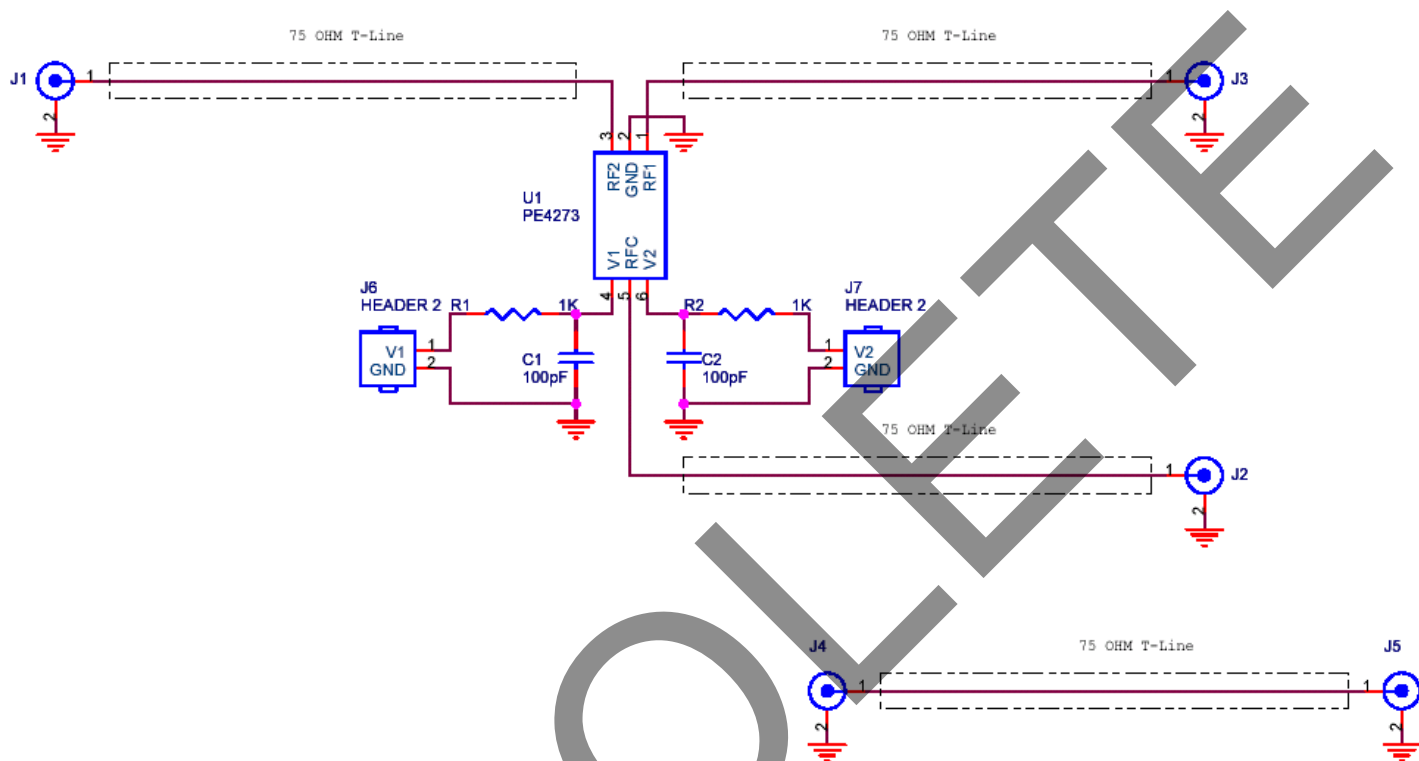 75 OHM T-Line
75 OHM T-Line
J1
1
2
1
J3
2
3
2
1
RF2
GND
RF1
U1
PE4273
V1
RFC
V2
4
5
6
J6
HEADER 2
R1
1K
R2
1K
J7
HEADER 2
V1
GND
1
2
C1
100pF
C2
100pF
1
2
V2
GND
75 OHM T-Line
1
J2
2
J4
75 OHM T-Line
J5
1
1
2
2
OLETE